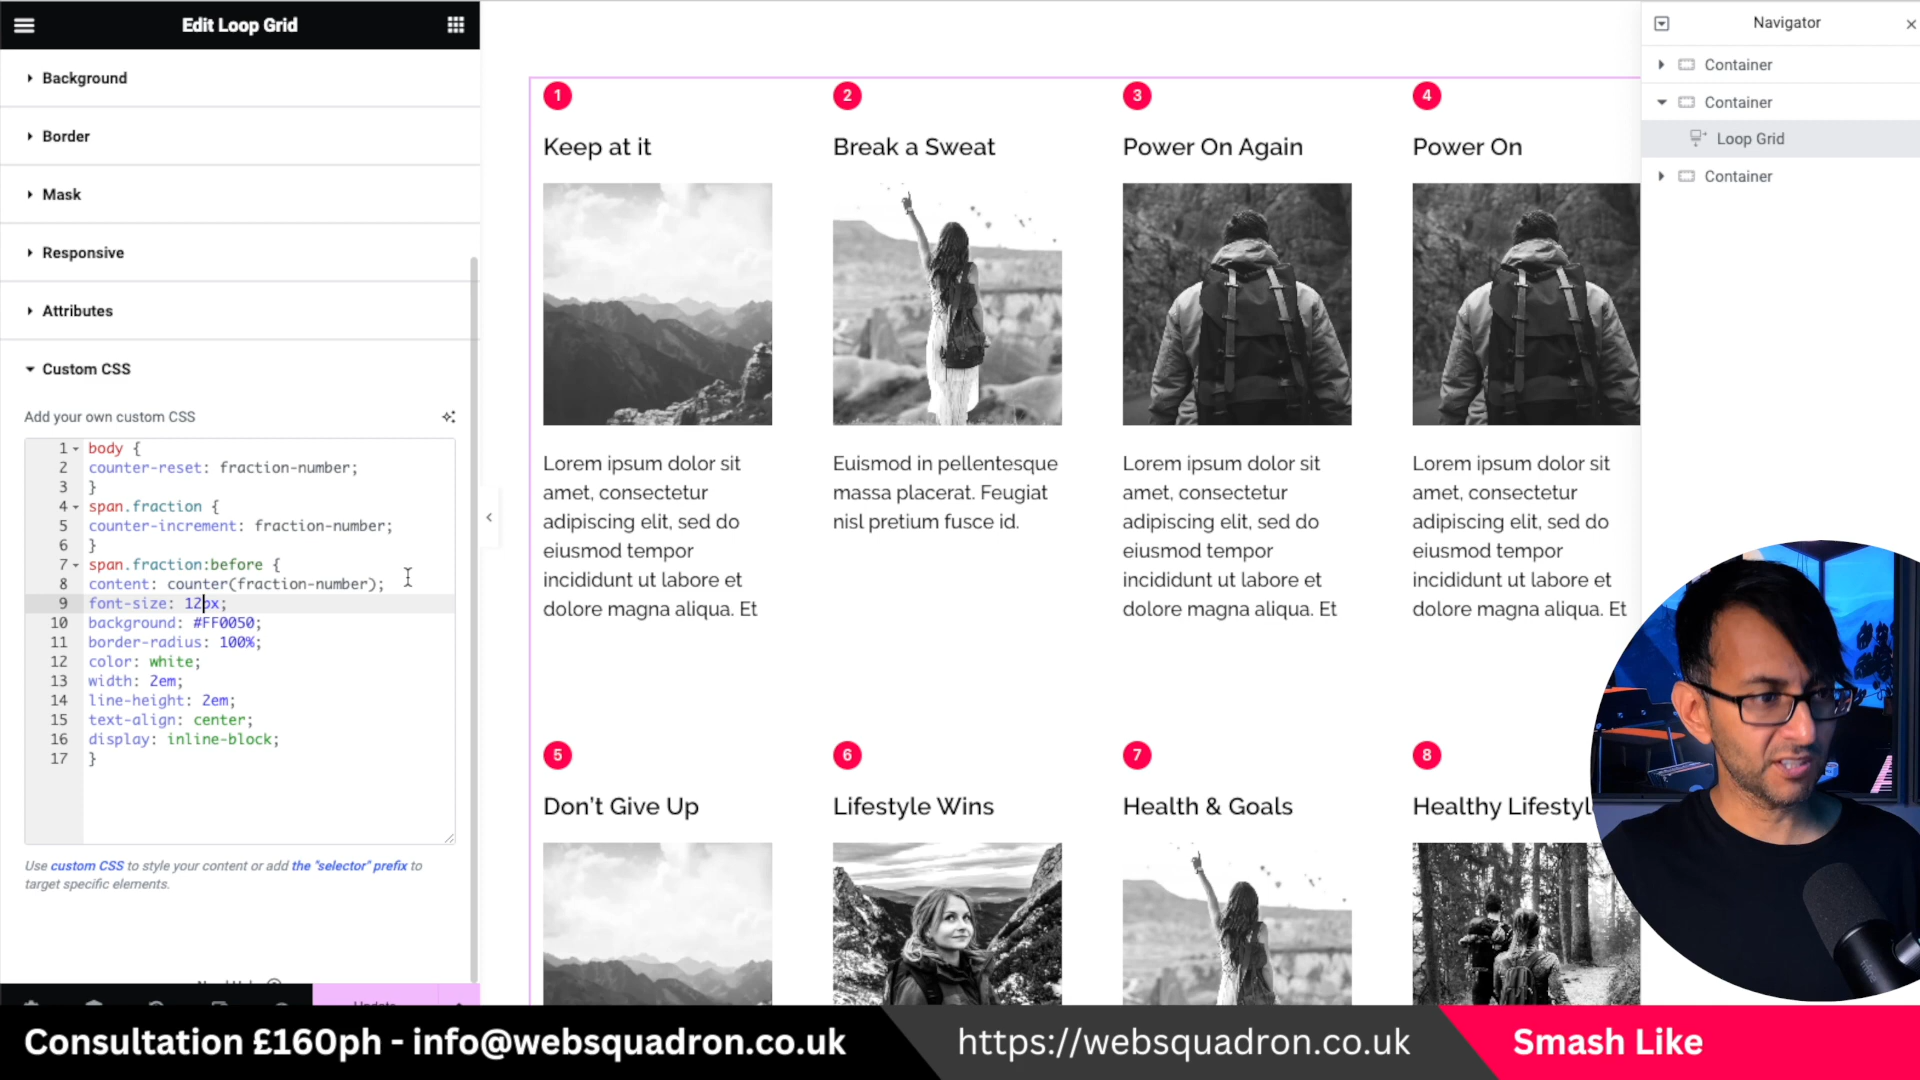 Edit Loop Grid
Background
Border
Mask
Responsive
Attributes
Custom CSS
Add your own custom CSS
1 body {
2 counter-reset: fraction-number;
3 }
4 span.fraction {
5 counter-increment: fraction-number;
6 }
7 span.fraction:before {
8 content: counter(fraction-number);
9 font-size: 12px;
10 background: #FF0050;
11 border-radius: 100%;
12 color: white;
13 width: 2em;
14 line-height: 2em;
15 text-align: center;
16 display: inline-block;
17 }
Use custom CSS to style your content or add the "selector" prefix to
target specific elements.
1
Keep at it
Lorem ipsum dolor sit
amet, consectetur
adipiscing elit, sed do
eiusmod tempor
incididunt ut labore et
dolore magna aliqua. Et
2
Break a Sweat
Euismod in pellentesque
massa placerat. Feugiat
nisl pretium fusce id.
3
Power On Again
Lorem ipsum dolor sit
amet, consectetur
adipiscing elit, sed do
eiusmod tempor
incididunt ut labore et
dolore magna aliqua. Et
4
Power On
Lorem ipsum dolor sit
amet, consectetur
adipiscing elit, sed do
eiusmod tempor
incididunt ut labore et
dolore magna aliqua. Et
5
Don't Give Up
6
Lifestyle Wins
7
Health & Goals
8
Healthy Lifestyl
Navigator
Container
Container
Loop Grid
Container
Consultation £160ph - info@websquadron.co.uk
https://websquadron.co.uk
Smash Like